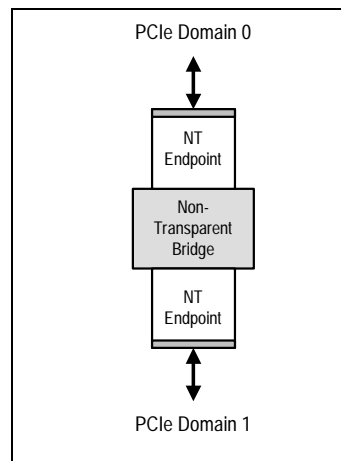 PCIe Domain 0
NT
Endpoint
Non-
Transparent
Bridge
NT
Endpoint
PCIe Domain 1